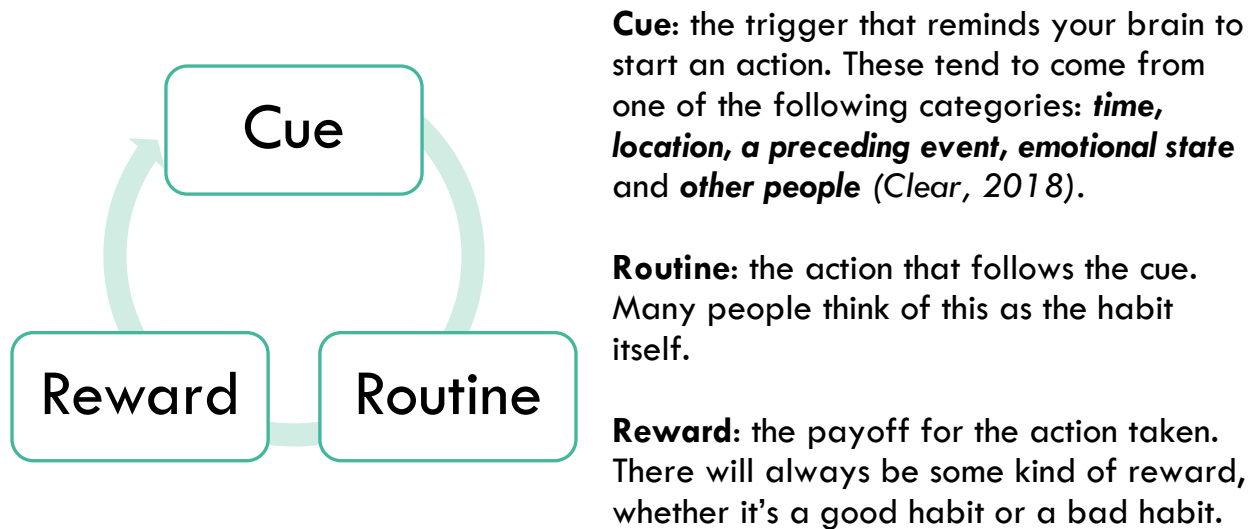 Cue
Reward
Routine
Cue: the trigger that reminds your brain to
start an action. These tend to come from
one of the following categories: time,
location, a preceding event, emotional state
and other people (Clear, 2018).
Routine: the action that follows the cue.
Many people think of this as the habit
itself.
Reward: the payoff for the action taken.
There will always be some kind of reward,
whether it's a good habit or a bad habit.